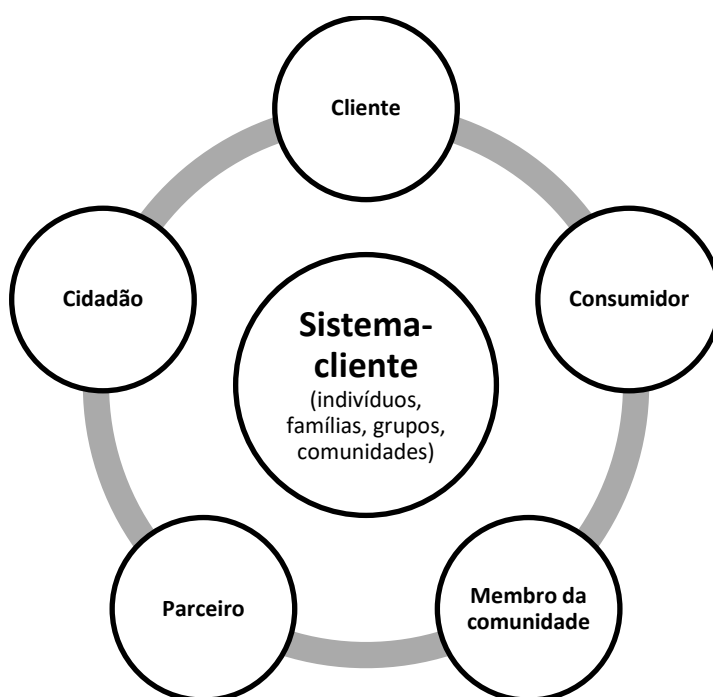 Cliente
Cidadão
Consumidor
Sistema-
cliente
(indivíduos,
famílias, grupos,
comunidades)
Parceiro
Membro da
comunidade